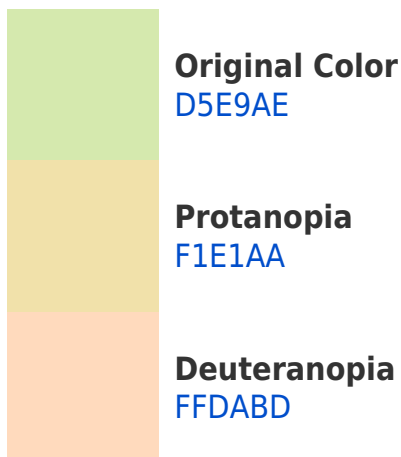 Original Color
D5E9AE
Protanopia
F1E1AA
Deuteranopia
FFDABD